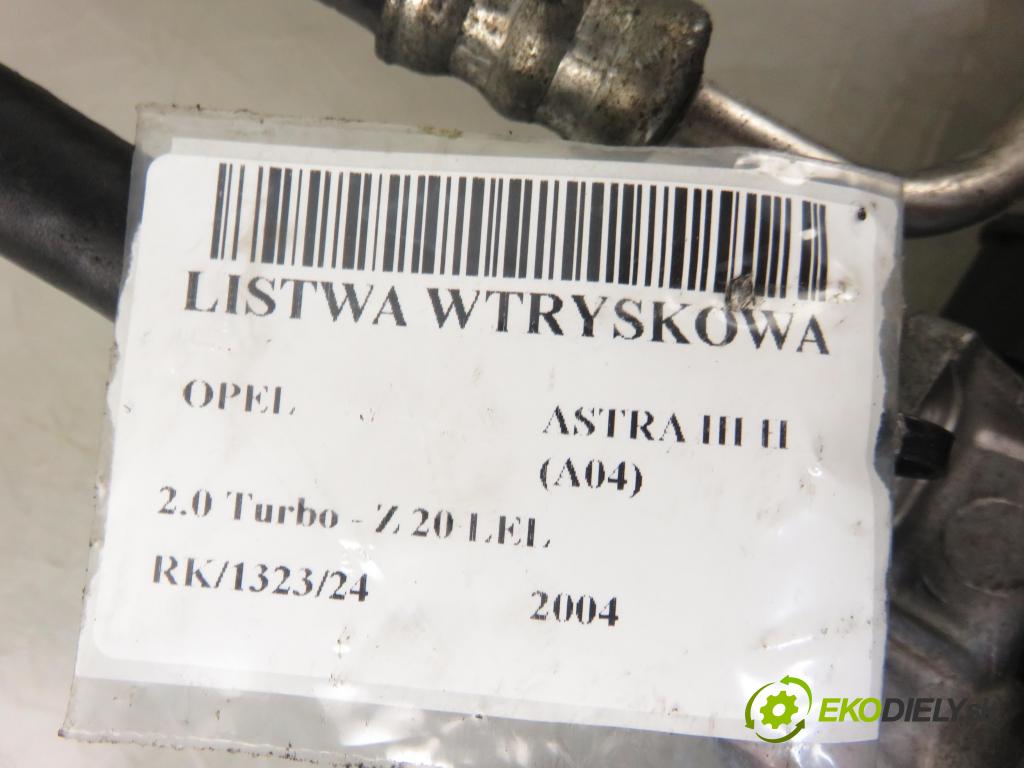 LISTWA WTRYSKOWA
OPEL ASTRA III H
(A04)
2.0 Turbo - Z 20 LEL
RK/1323/24 2004
EKODIELY.sk